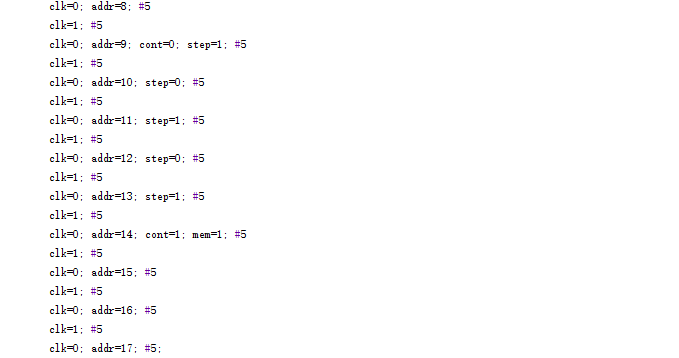 clk=0; addr=8; #5
clk=1; #5
clk=0; addr=9; cont=0; step=1; #5
clk=1; #5
clk=0; addr=10; step=0; #5
clk=1; #5
clk=0; addr=11; step=1; #5
clk=1; #5
clk=0; addr=12; step=0; #5
clk=1; #5
clk=0; addr=13; step=1; #5
clk=1; #5
clk=0; addr=14; cont=1; mem=1; #5
clk=1; #5
clk=0; addr=15; #5
clk=1; #5
clk=0; addr=16; #5
clk=1; #5
clk=0; addr=17; #5;